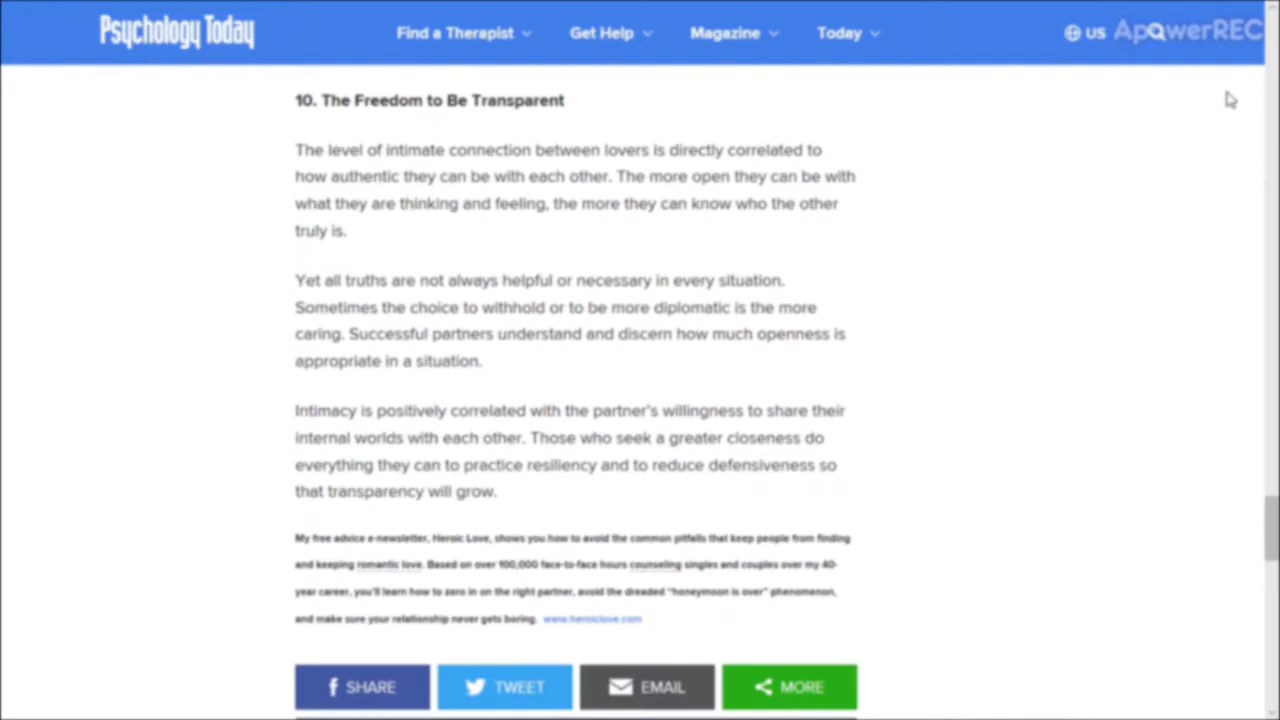 Psychology Today
Find a Therapist
Get Help
Magazine
Today
US
ApowerREC
10. The Freedom to Be Transparent
The level of intimate connection between lovers is directly correlated to
how authentic they can be with each other. The more open they can be with
what they are thinking and feeling, the more they can know who the other
truly is.
Yet all truths are not always helpful or necessary in every situation.
Sometimes the choice to withhold or to be more diplomatic is the more
caring. Successful partners understand and discern how much openness is
appropriate in a situation.
Intimacy is positively correlated with the partner's willingness to share their
internal worlds with each other. Those who seek a greater closeness do
everything they can to practice resiliency and to reduce defensiveness so
that transparency will grow.
My free advice e-newsletter, Heroic Love, shows you how to avoid the common pitfalls that keep people from finding
and keeping romantic love. Based on over 100,000 face-to-face hours counseling singles and couples over my 40-
year career, you'll learn how to zero in on the right partner, avoid the dreaded "honeymoon is over" phenomenon,
and make sure your relationship never gets boring. www.heroiclove.com
SHARE
TWEET
EMAIL
MORE